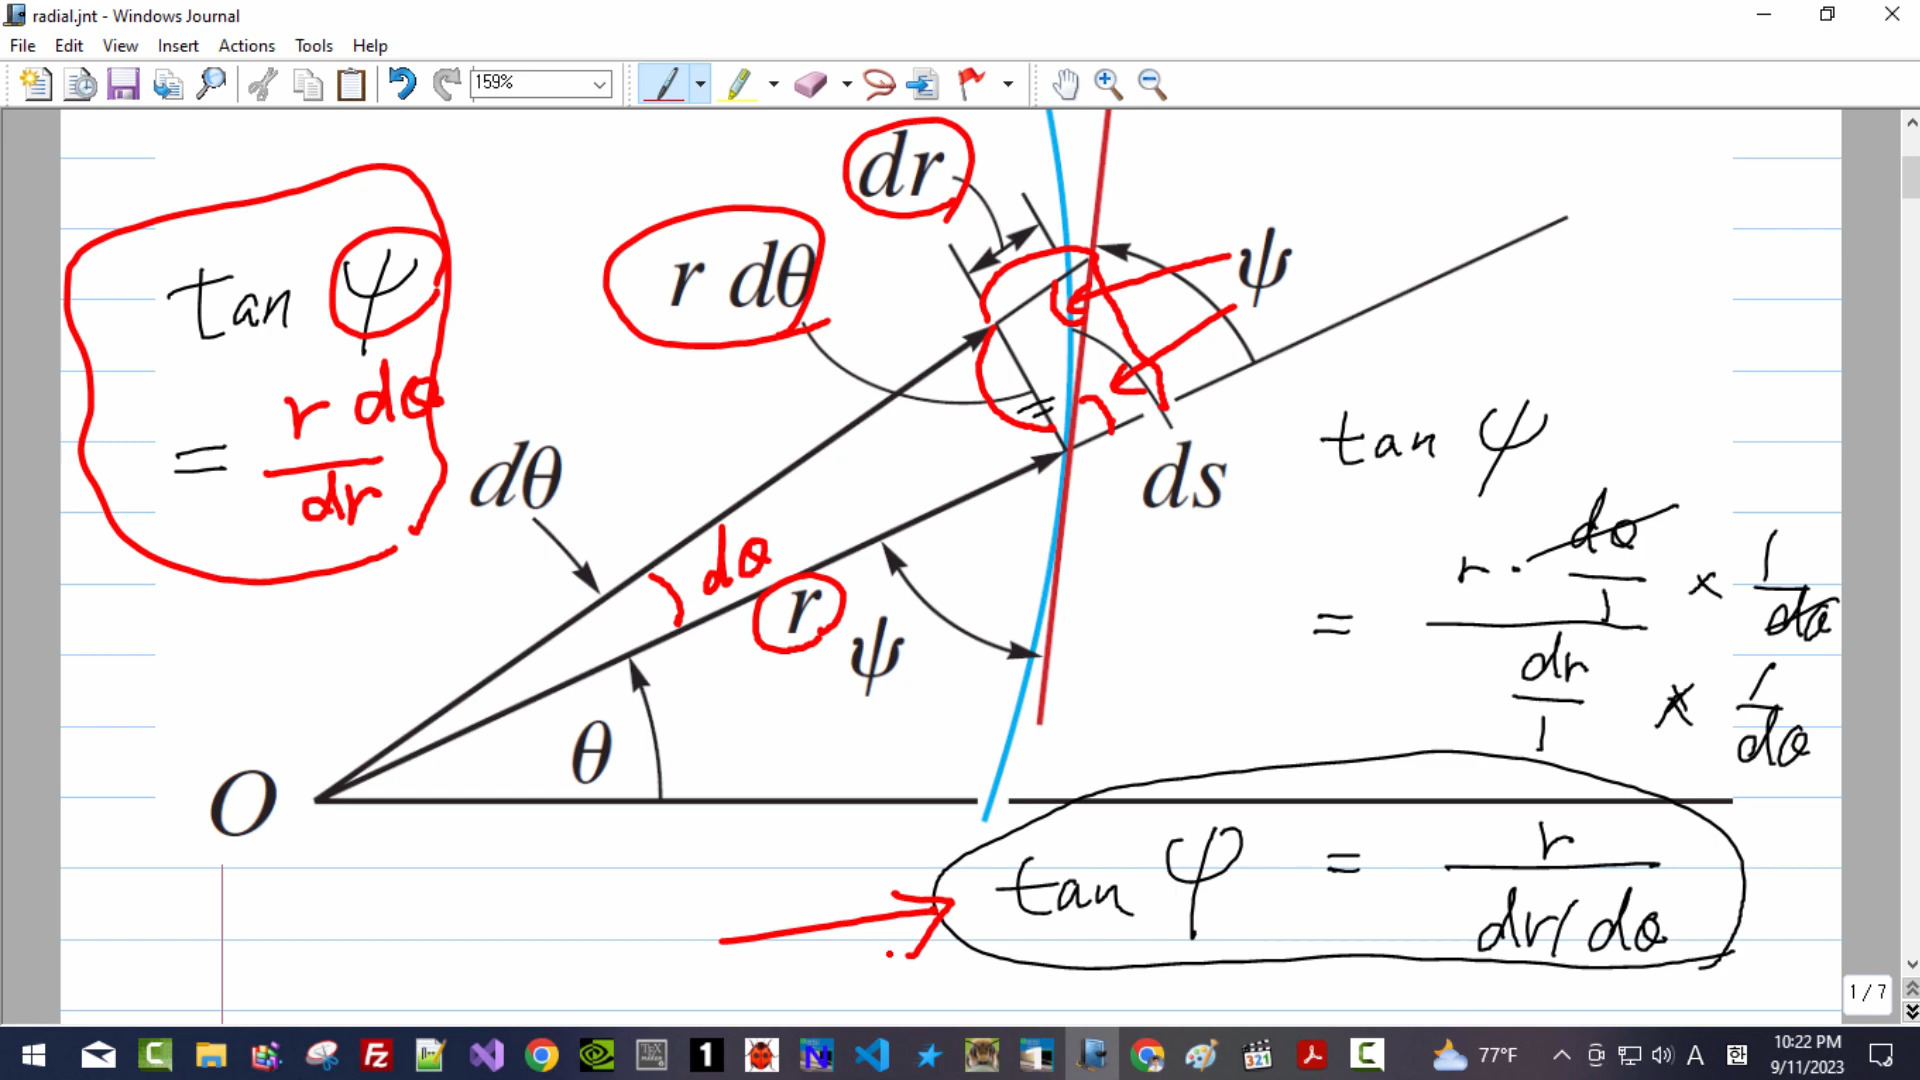 radial.jnt - Windows Journal
File Edit View Insert Actions Tools Help
159%
dr
r dθ
ψ
tan ψ
= r dθ / dr
dθ
dθ
r
ψ
ds
θ
O
tan ψ
= r · dθ/1 × 1/dθ
dr/1 × 1/dθ
tan ψ = r / dr/dθ
1 / 7
77°F
A
한
10:22 PM
9/11/2023